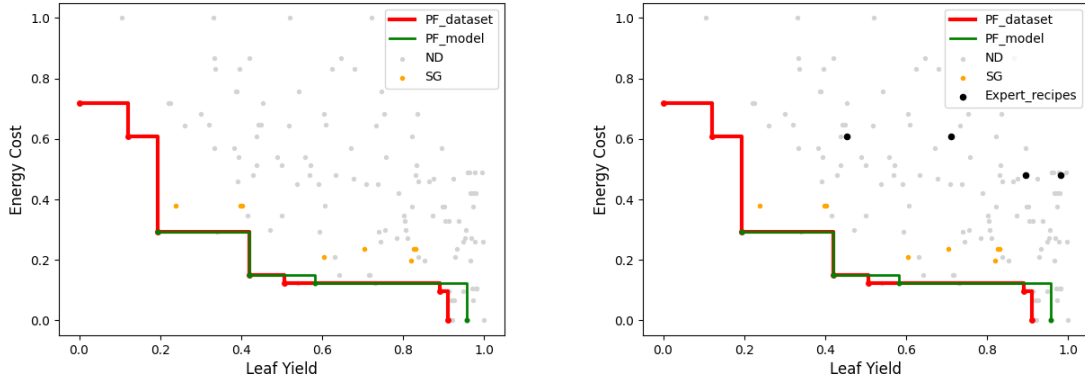 1.0
0.8
0.6
0.4
0.2
0.0
Energy Cost
PF_dataset
PF_model
ND
SG
0.0 0.2 0.4 0.6 0.8 1.0
Leaf Yield
1.0
0.8
0.6
0.4
0.2
0.0
Energy Cost
PF_dataset
PF_model
ND
SG
Expert_recipes
0.0 0.2 0.4 0.6 0.8 1.0
Leaf Yield